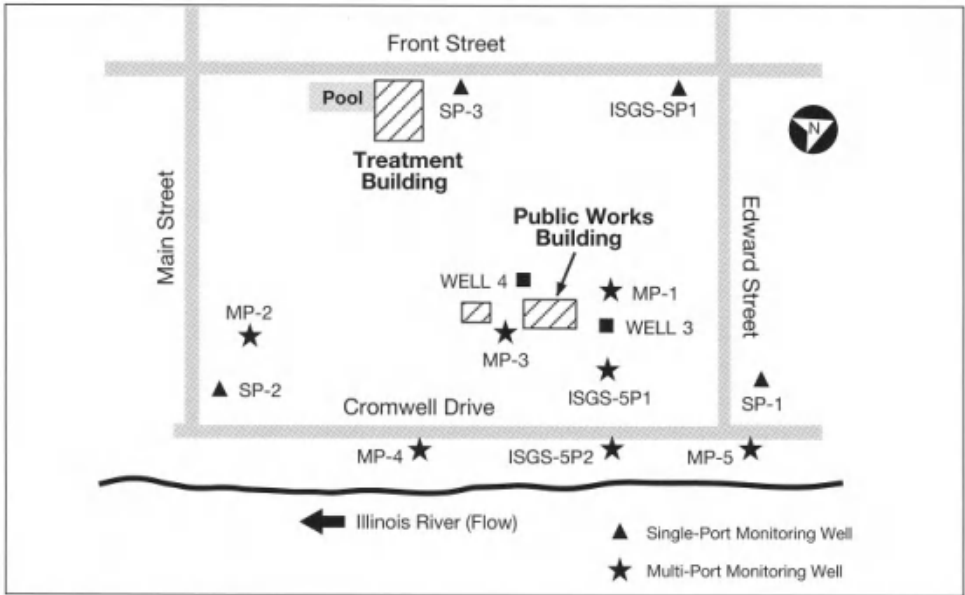 Front Street
Pool
SP-3
ISGS-SP1
N
Treatment
Building
Main Street
Edward Street
Public Works
Building
WELL 4
MP-1
MP-2
WELL 3
MP-3
SP-2
ISGS-5P1
SP-1
Cromwell Drive
MP-4
ISGS-5P2
MP-5
Illinois River (Flow)
Single-Port Monitoring Well
Multi-Port Monitoring Well